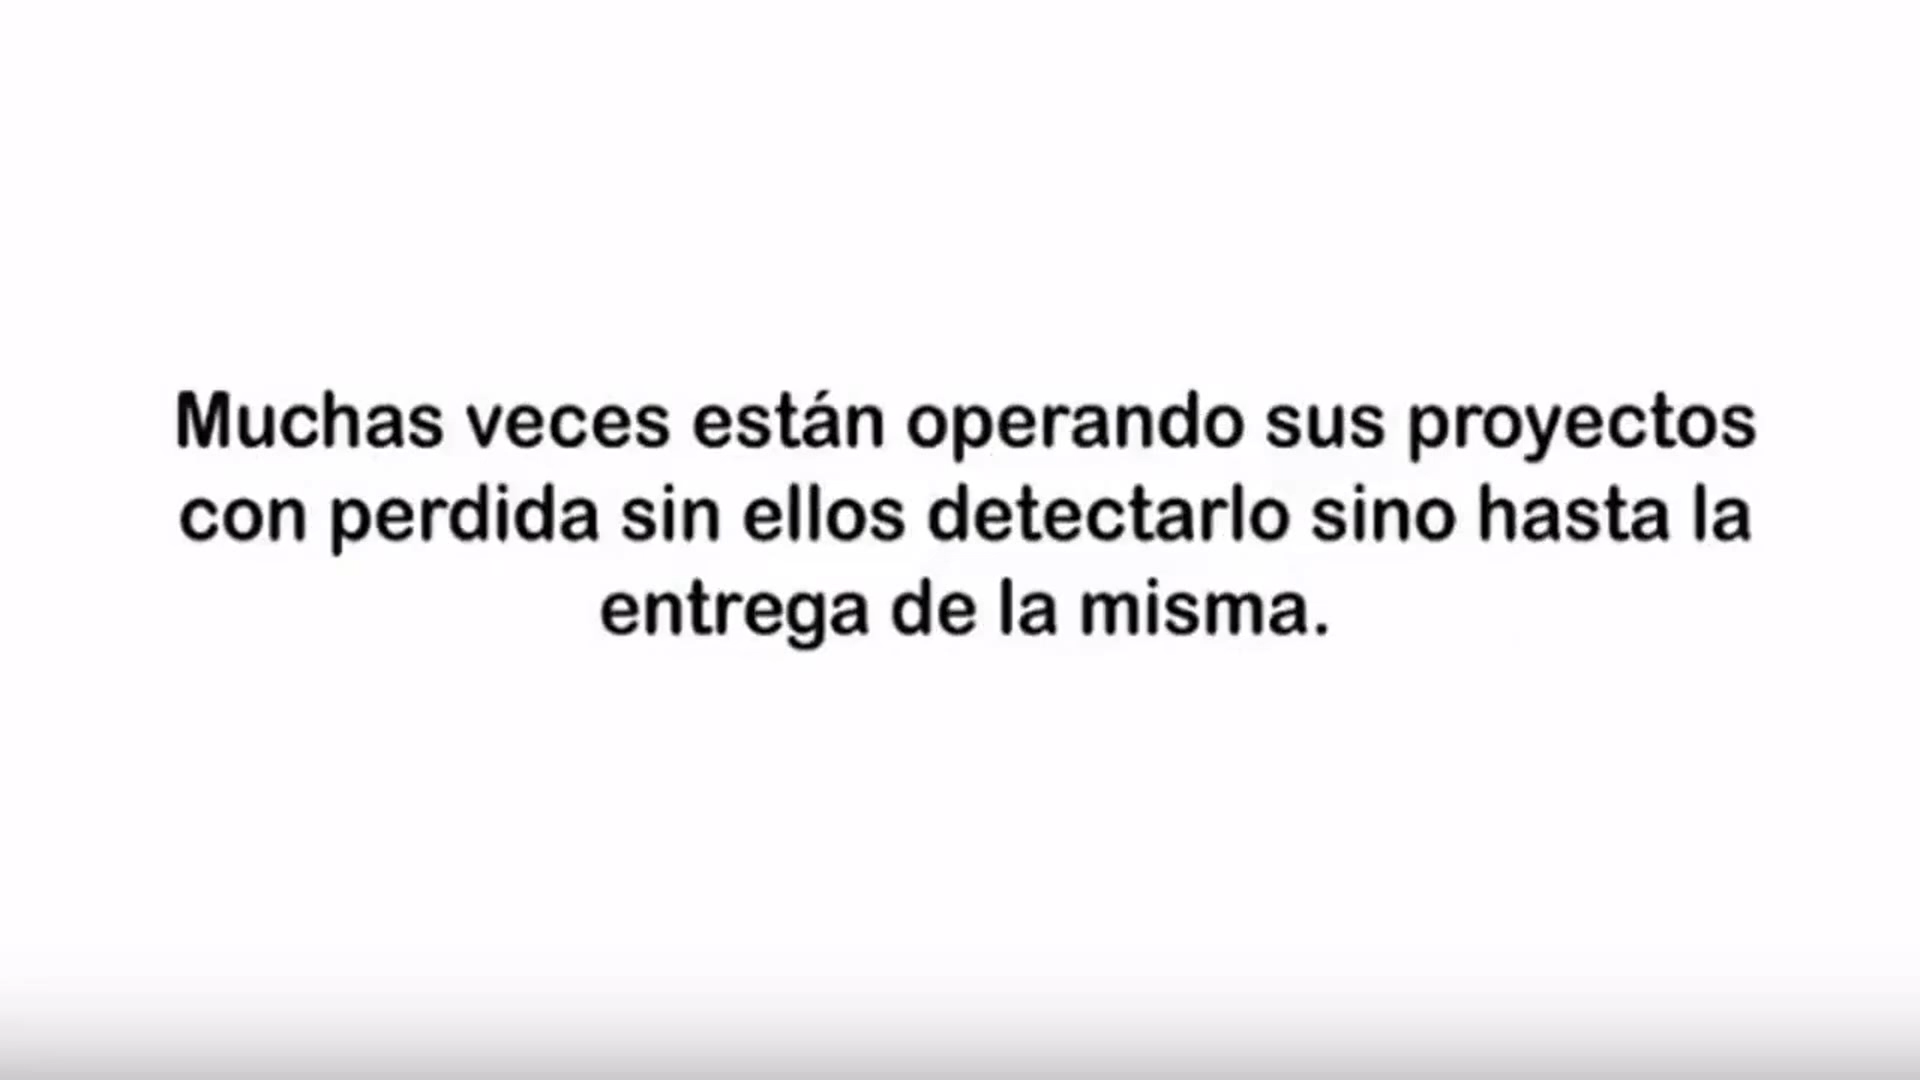 Muchas veces están operando sus proyectos
con perdida sin ellos detectarlo sino hasta la
entrega de la misma.